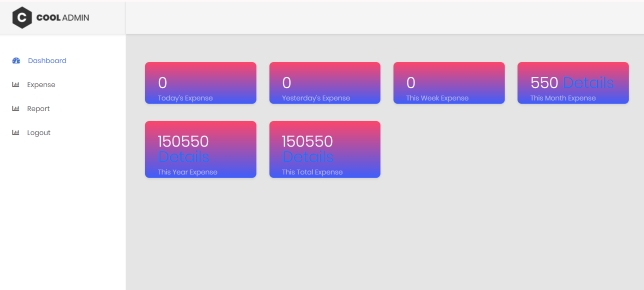 C COOL ADMIN
Dashboard
Expense
Report
Logout
0
Today's Expense
0
Yesterday's Expense
0
This Week Expense
550 Details
This Month Expense
150550
Details
This Year Expense
150550
Details
This Total Expense